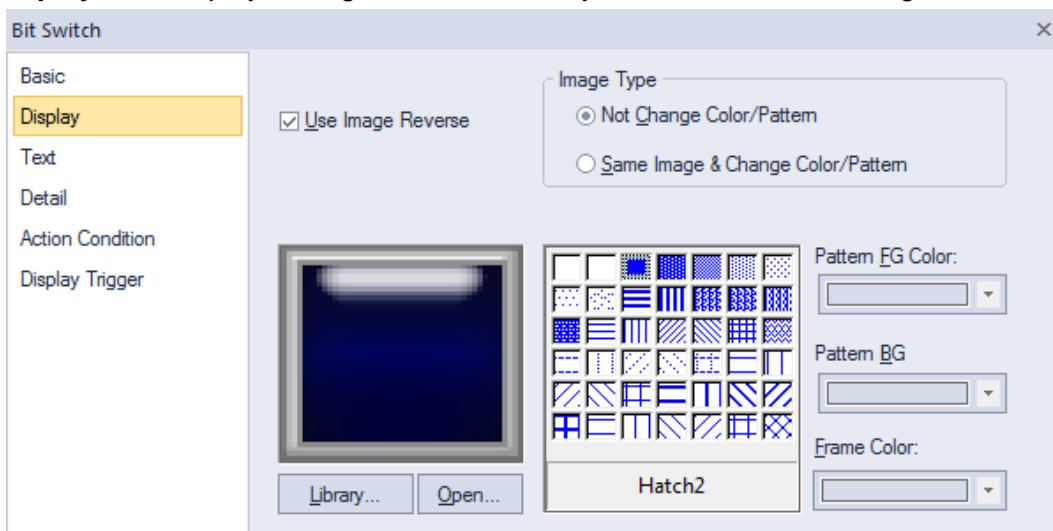 Bit Switch
Basic
Display
Text
Detail
Action Condition
Display Trigger
Use Image Reverse
Image Type
Not Change Color/Pattern
Same Image & Change Color/Pattern
Library...
Open...
Hatch2
Pattern FG Color:
Pattern BG
Frame Color: